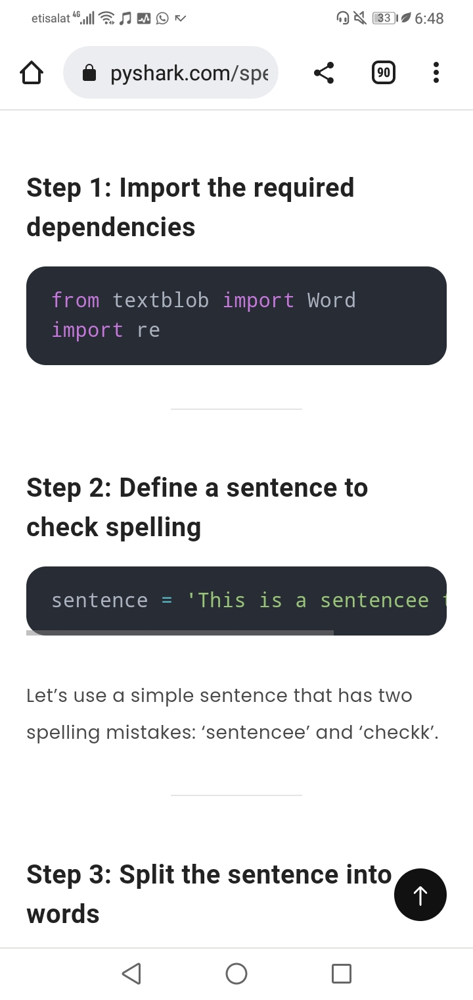 etisalat 4G 33 6:48
pyshark.com/spe 90
Step 1: Import the required
dependencies
from textblob import Word
import re
Step 2: Define a sentence to
check spelling
sentence = 'This is a sentencee
Let’s use a simple sentence that has two
spelling mistakes: ‘sentencee’ and ‘checkk’.
Step 3: Split the sentence into
words